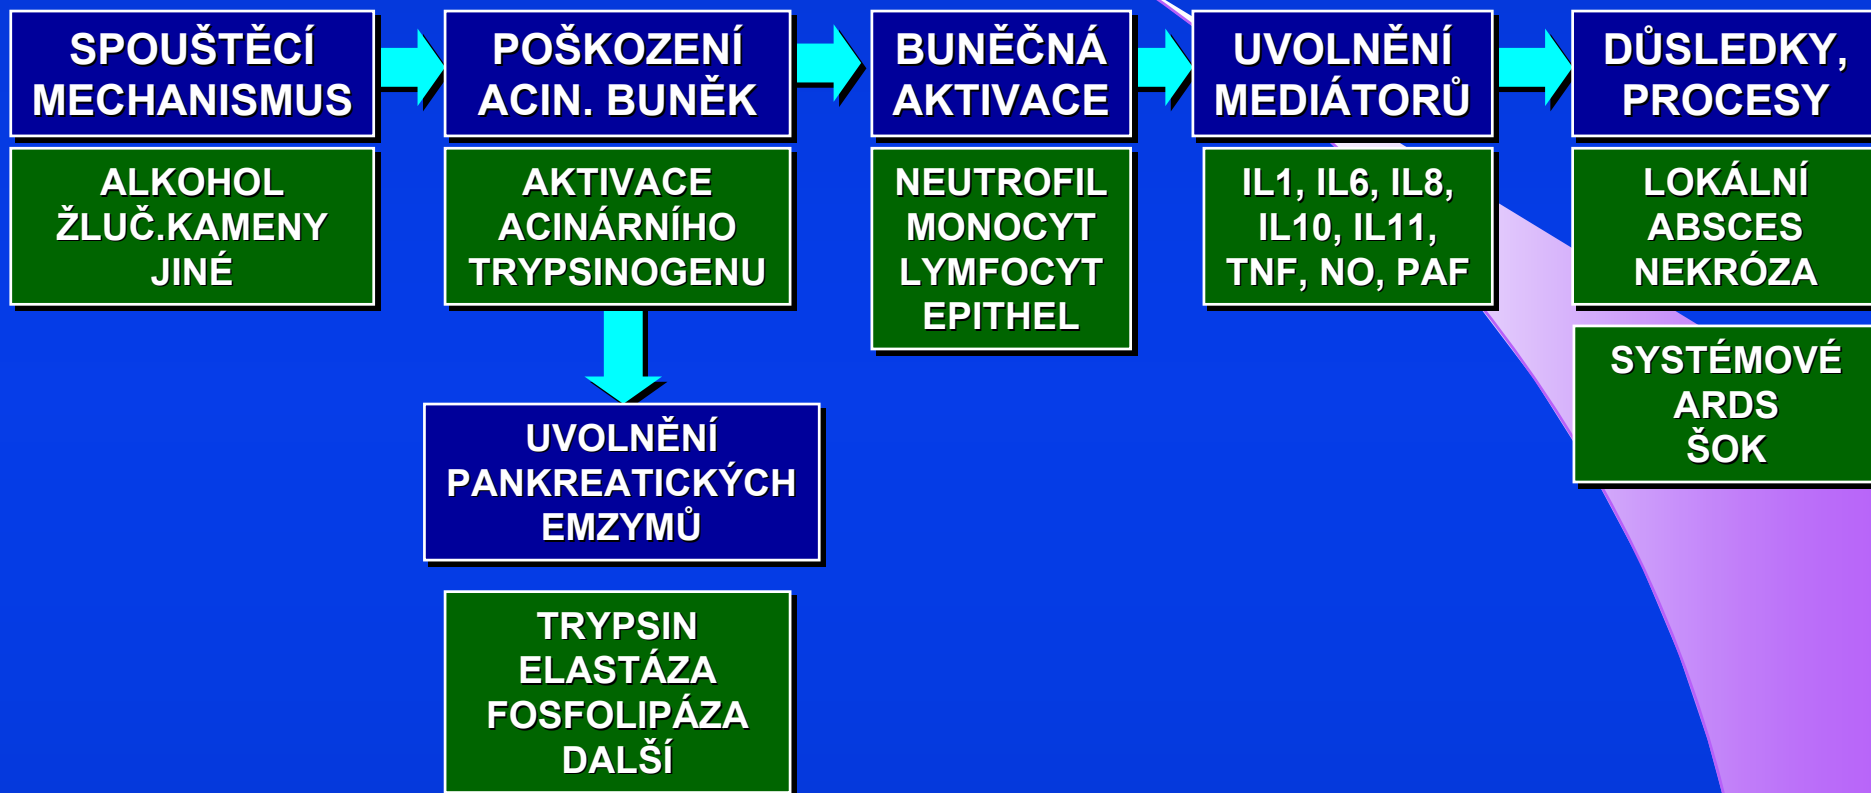 SPOUŠTĚCÍ
MECHANISMUS
POŠKOZENÍ
ACIN. BUNĚK
BUNĚČNÁ
AKTIVACE
UVOLNĚNÍ
MEDIÁTORŮ
DŮSLEDKY,
PROCESY
ALKOHOL
ŽLUČ.KAMENY
JINÉ
AKTIVACE
ACINÁRNÍHO
TRYPSINOGENU
NEUTROFIL
MONOCYT
LYMFOCYT
EPITHEL
IL1, IL6, IL8,
IL10, IL11,
TNF, NO, PAF
LOKÁLNÍ
ABSCES
NEKRÓZA
SYSTÉMOVÉ
ARDS
ŠOK
UVOLNĚNÍ
PANKREATICKÝCH
EMZYMŮ
TRYPSIN
ELASTÁZA
FOSFOLIPÁZA
DALŠÍ